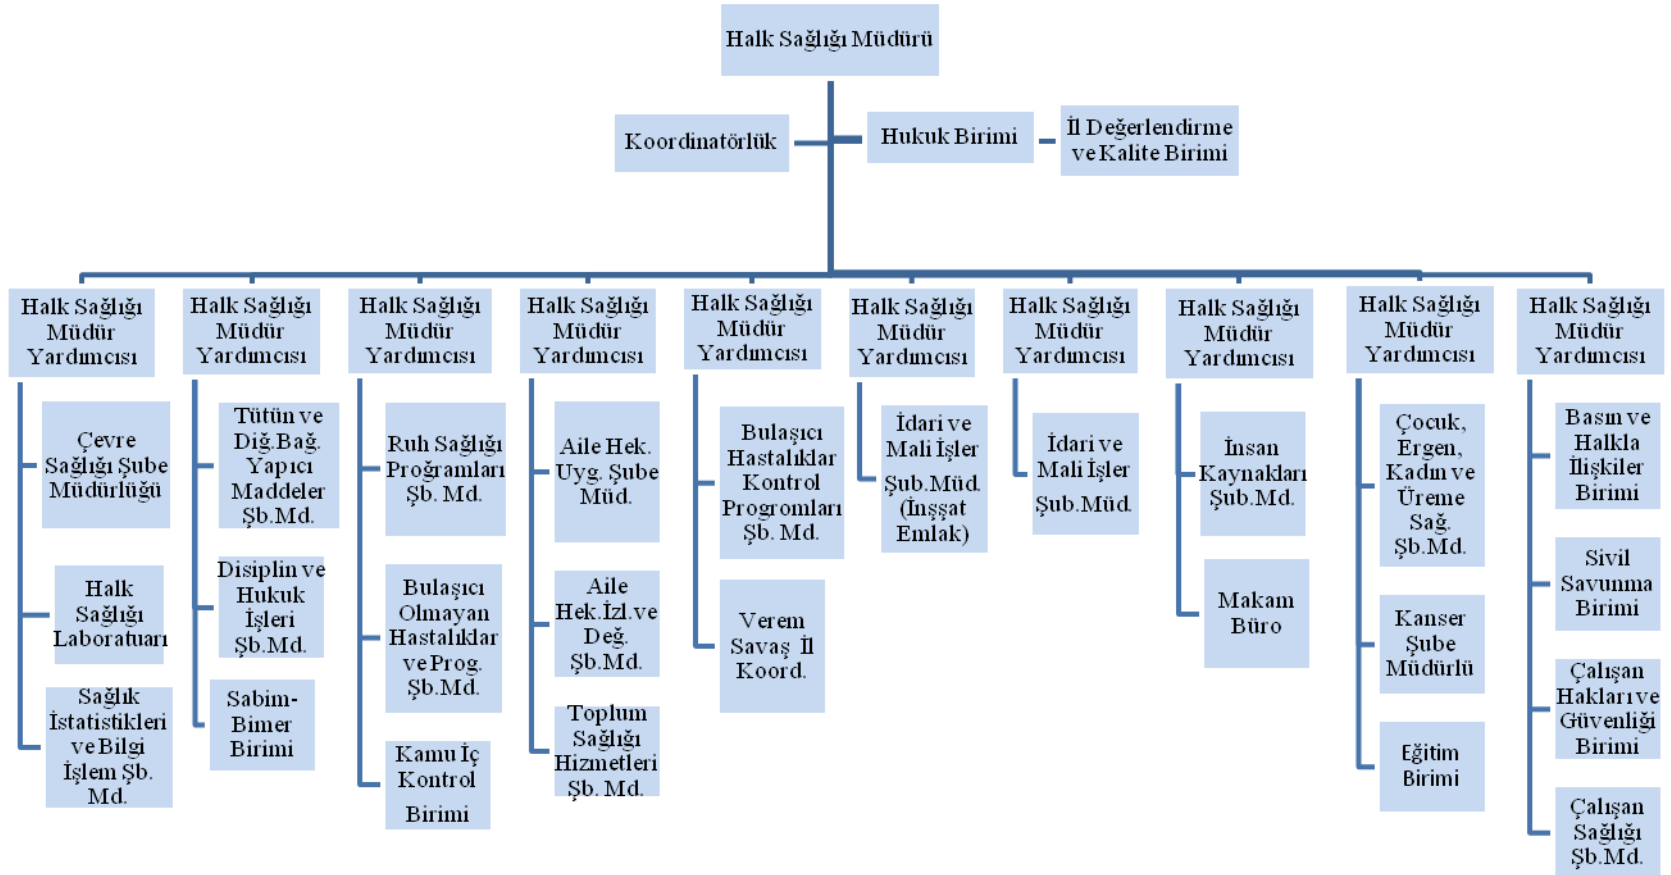 Halk Sağlığı Müdürü
Koordinatörlük
Hukuk Birimi
İl Değerlendirme
ve Kalite Birimi
Halk Sağlığı
Müdür
Yardımcısı
Çevre
Sağlığı Şube
Müdürlüğü
Halk
Sağlığı
Laboratuarı
Sağlık
İstatistikleri
ve Bilgi
İşlem Şb.
Md.
Halk Sağlığı
Müdür
Yardımcısı
Tütün ve
Diğ.Bağ.
Yapıcı
Maddeler
Şb.Md.
Disiplin ve
Hukuk
İşleri
Şb.Md.
Sabim-
Bimer
Birimi
Halk Sağlığı
Müdür
Yardımcısı
Ruh Sağlığı
Proğramları
Şb. Md.
Bulaşıcı
Olmayan
Hastalıklar
ve Prog.
Şb.Md.
Kamu İç
Kontrol
Birimi
Halk Sağlığı
Müdür
Yardımcısı
Aile Hek.
Uyg. Şube
Müd.
Aile
Hek.İzl.ve
Değ.
Şb.Md.
Toplum
Sağlığı
Hizmetleri
Şb. Md.
Halk Sağlığı
Müdür
Yardımcısı
Bulaşıcı
Hastalıklar
Kontrol
Progromları
Şb. Md.
Verem
Savaş İl
Koord.
Halk Sağlığı
Müdür
Yardımcısı
İdari ve
Mali İşler
Şub.Müd.
(İnşşat
Emlak)
Halk Sağlığı
Müdür
Yardımcısı
İdari ve
Mali İşler
Şub.Müd.
Halk Sağlığı
Müdür
Yardımcısı
İnsan
Kaynakları
Şub.Md.
Makam
Büro
Halk Sağlığı
Müdür
Yardımcısı
Çocuk,
Ergen,
Kadın ve
Üreme
Sağ.
Şb.Md.
Kanser
Şube
Müdürlü
Eğitim
Birimi
Halk Sağlığı
Müdür
Yardımcısı
Basın ve
Halkla
İlişkiler
Birimi
Sivil
Savunma
Birimi
Çalışan
Hakları ve
Güvenliği
Birimi
Çalışan
Sağlığı
Şb.Md.